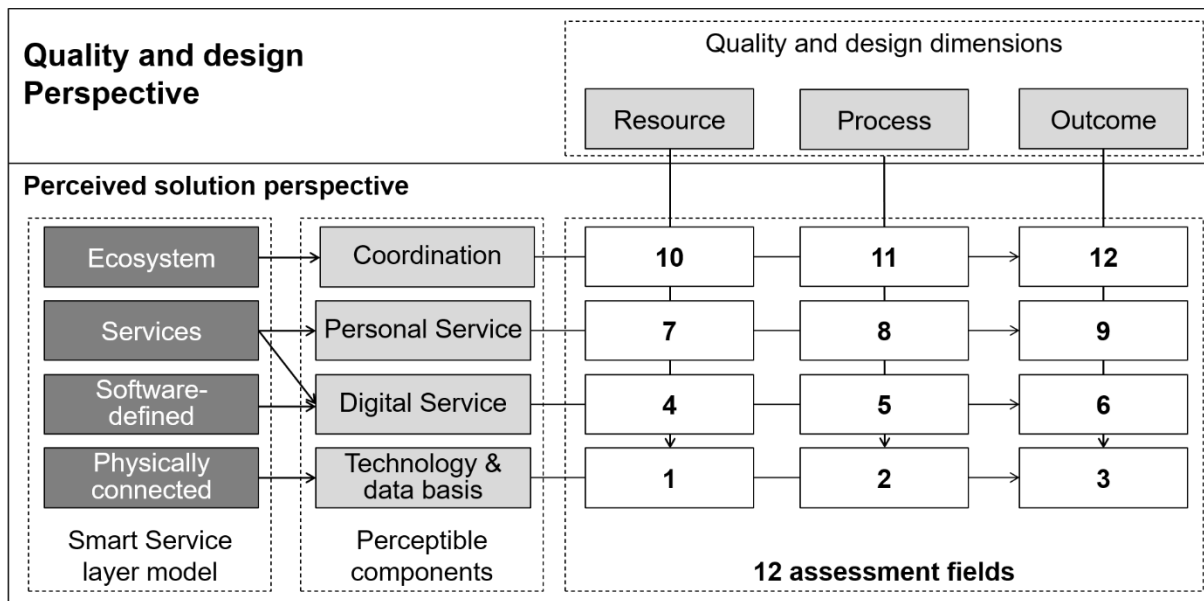 Quality and design
Perspective
Quality and design dimensions
Resource
Process
Outcome
Perceived solution perspective
Ecosystem
Coordination
10
11
12
Services
Personal Service
7
8
9
Software-
defined
Digital Service
4
5
6
Physically
connected
Technology &
data basis
1
2
3
Smart Service
layer model
Perceptible
components
12 assessment fields